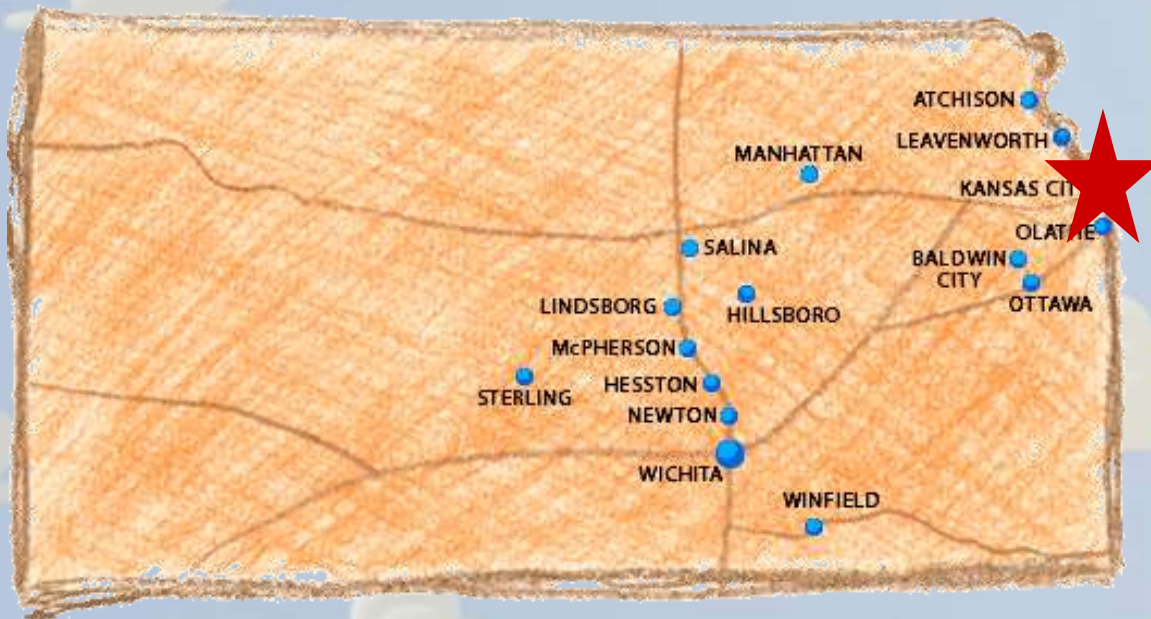 ATCHISON
LEAVENWORTH
MANHATTAN
KANSAS CIT
OLATHE
SALINA
BALDWIN
CITY
OTTAWA
LINDSBORG
HILLSBORO
McPHERSON
HESSTON
STERLING
NEWTON
WICHITA
WINFIELD